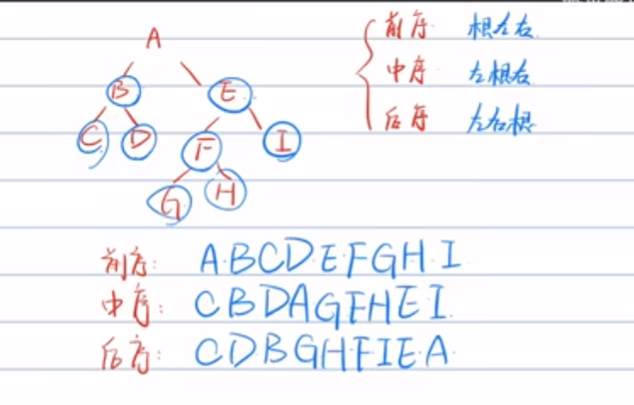 A
B E
C D F I
G H
前序 根左右
中序 左根右
后序 左右根
前序: A B C D E F G H I
中序: C B D A G F H E I
后序: C D B G H F I E A